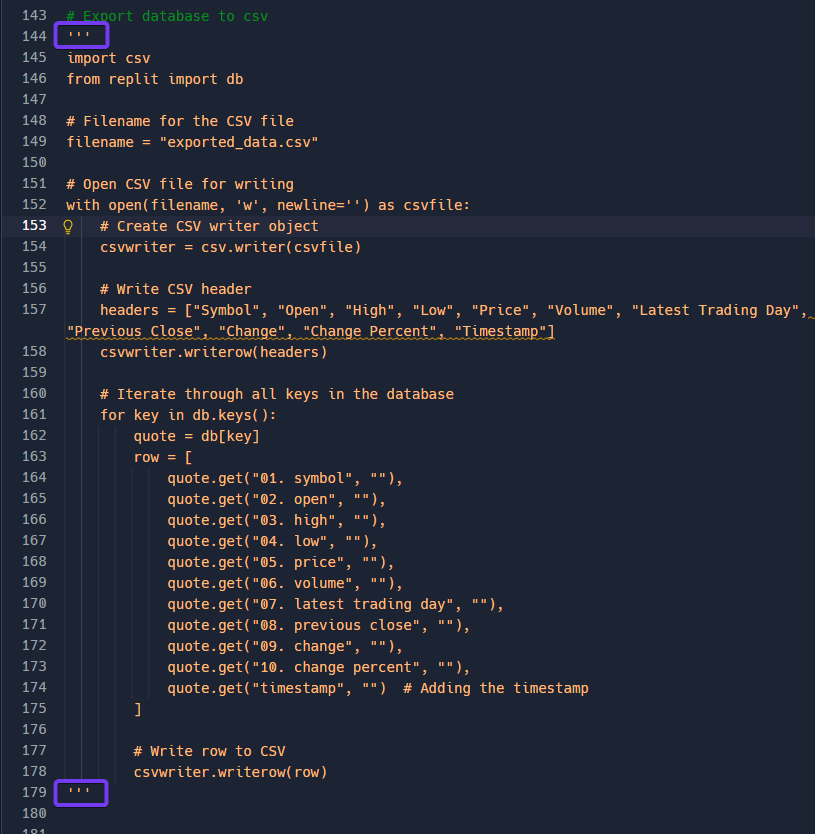 143 # Export database to csv
144 '''
145 import csv
146 from replit import db
147
148 # Filename for the CSV file
149 filename = "exported_data.csv"
150
151 # Open CSV file for writing
152 with open(filename, 'w', newline='') as csvfile:
153     # Create CSV writer object
154     csvwriter = csv.writer(csvfile)
155
156     # Write CSV header
157     headers = ["Symbol", "Open", "High", "Low", "Price", "Volume", "Latest Trading Day",
"Previous Close", "Change", "Change Percent", "Timestamp"]
158     csvwriter.writerow(headers)
159
160     # Iterate through all keys in the database
161     for key in db.keys():
162         quote = db[key]
163         row = [
164             quote.get("01. symbol", ""),
165             quote.get("02. open", ""),
166             quote.get("03. high", ""),
167             quote.get("04. low", ""),
168             quote.get("05. price", ""),
169             quote.get("06. volume", ""),
170             quote.get("07. latest trading day", ""),
171             quote.get("08. previous close", ""),
172             quote.get("09. change", ""),
173             quote.get("10. change percent", ""),
174             quote.get("timestamp", "")  # Adding the timestamp
175         ]
176
177         # Write row to CSV
178         csvwriter.writerow(row)
179 '''
180
181